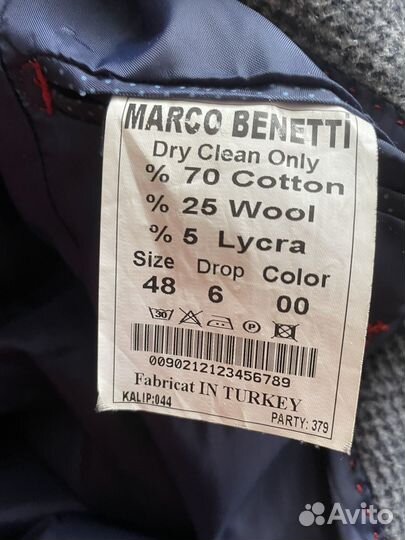 MARCO BENETTI
Dry Clean Only
% 70 Cotton
% 25 Wool
% 5 Lycra
Size Drop Color
48 6 00
30 P
0090212123456789
Fabricat IN TURKEY
KALIP:044 PARTY: 379
Avito